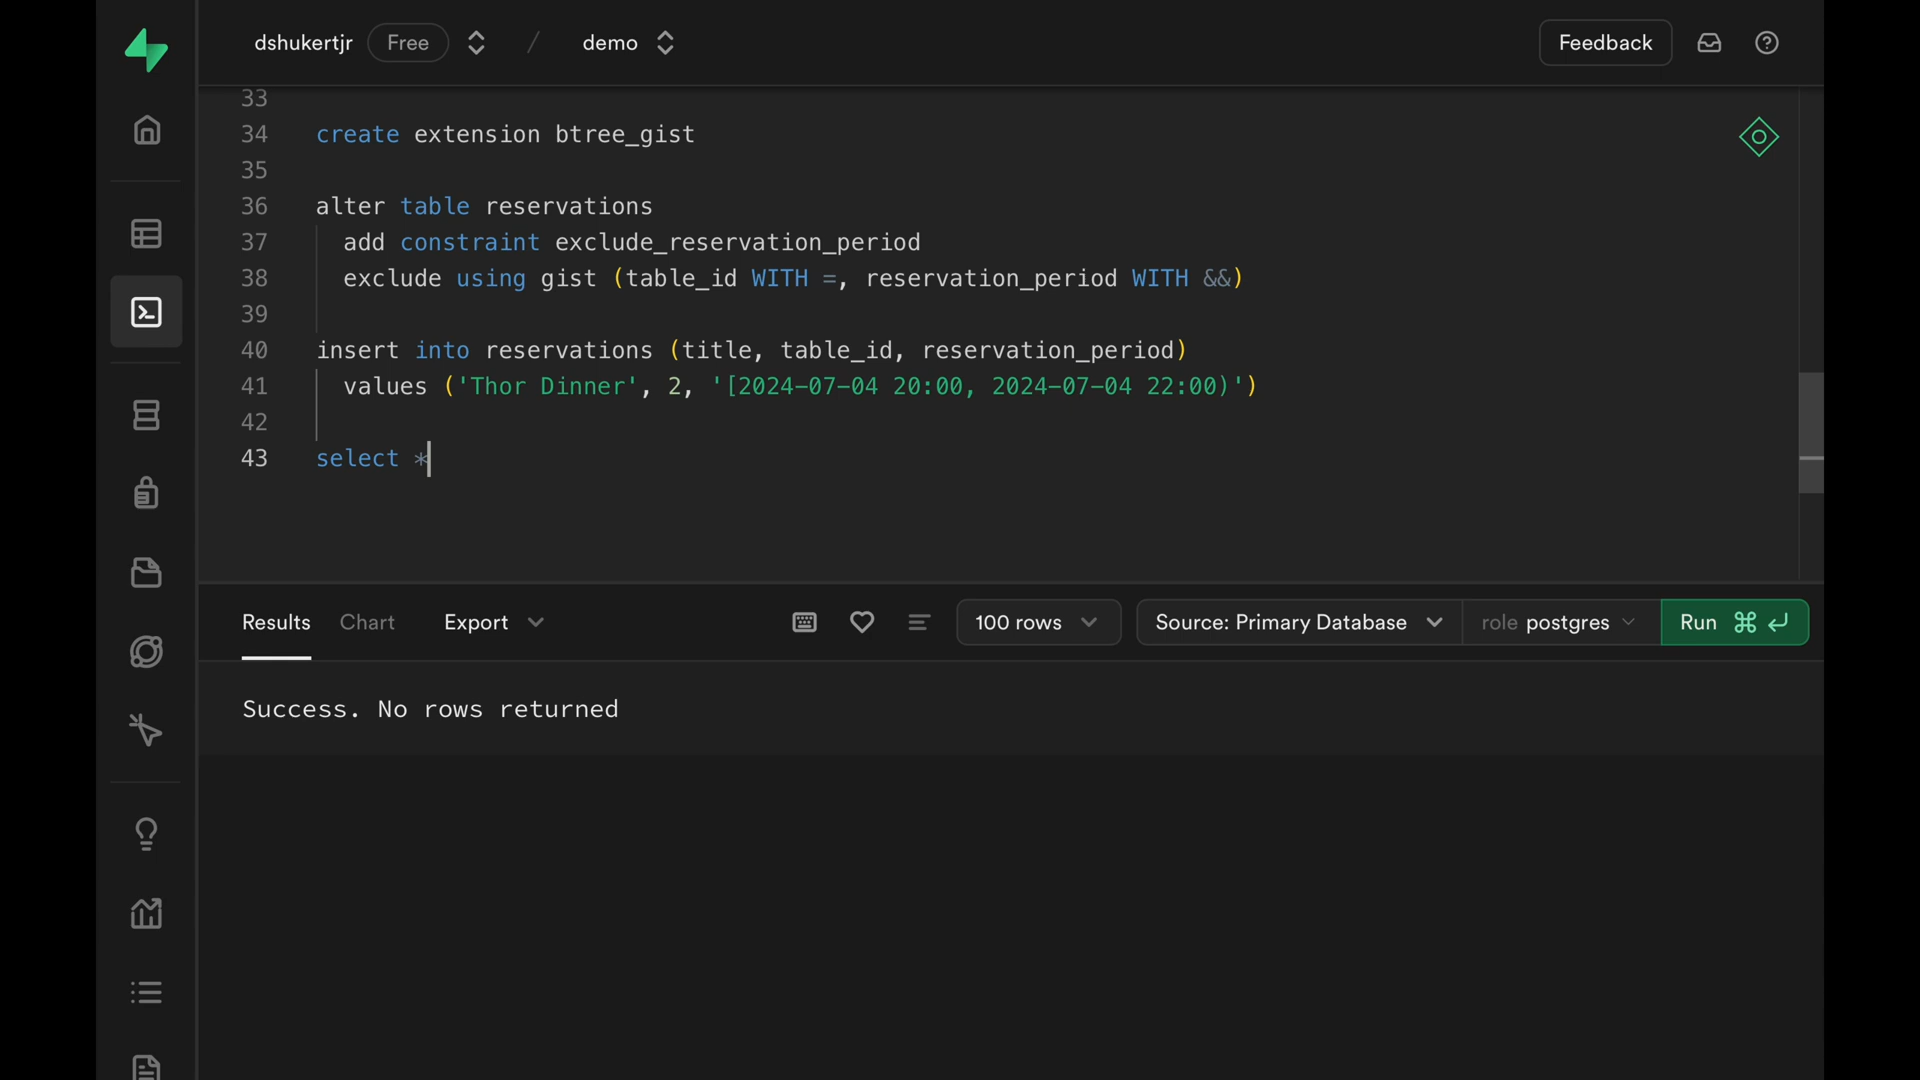 dshukertjr Free / demo Feedback
33
34 create extension btree_gist
35
36 alter table reservations
37 add constraint exclude_reservation_period
38 exclude using gist (table_id WITH =, reservation_period WITH &&)
39
40 insert into reservations (title, table_id, reservation_period)
41 values ('Thor Dinner', 2, '[2024-07-04 20:00, 2024-07-04 22:00)')
42
43 select *
Results Chart Export 100 rows Source: Primary Database role postgres Run ⌘ ↵
Success. No rows returned